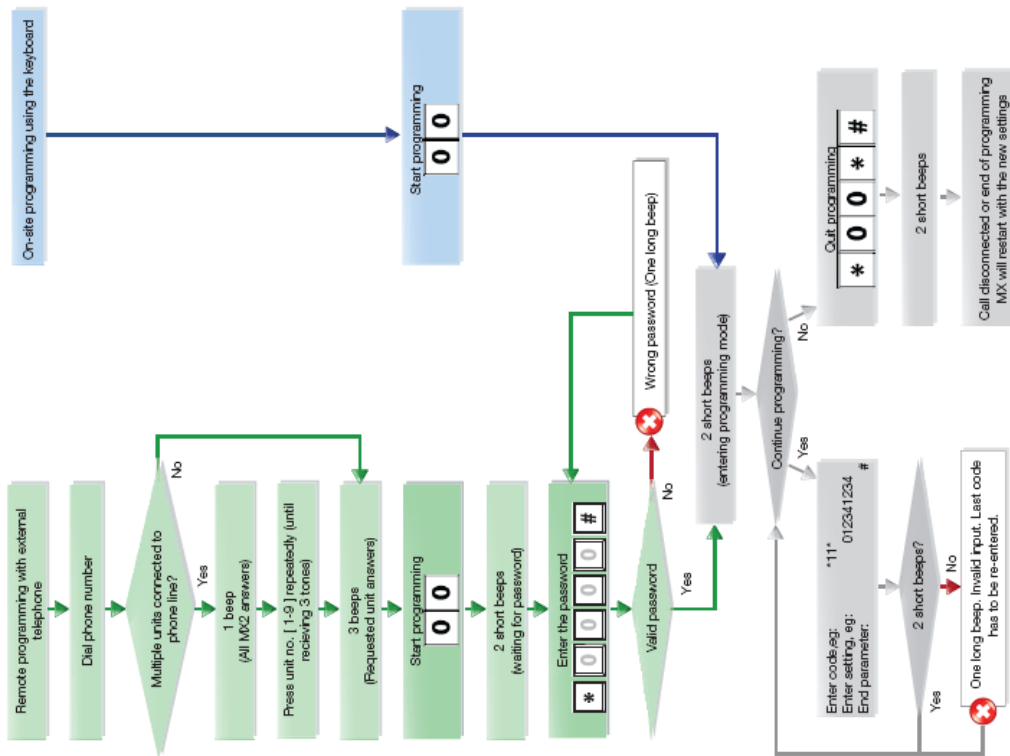 Remote programing with external
telephone
On-site programming using the keyboard
Dial phone number
Multiple units connected to
phone line?
No
Yes
1 beep
(All MX2 answers)
Press unit no. [ 1-9 ] repeatedly (until
recieving 3 tones)
3 beeps
(Requested unit answers)
Start programming
0 0
Start programming
0 0
2 short beeps
(waiting for password)
Enter the password
* 0 0 0 0 #
Valid password
No
Wrong password (One long beep)
Yes
2 short beeps
(entering programming mode)
Continue programming?
Yes
No
Enter code,eg: *11*
Enter setting, eg: 012341234
End parameter: #
Quit programming
* 0 0 * #
2 short beeps?
Yes
No
2 short beeps
One long beep. Invalid input. Last code
has to be re-entered.
Call disconnected or end of programming
MX will restart with the new settings